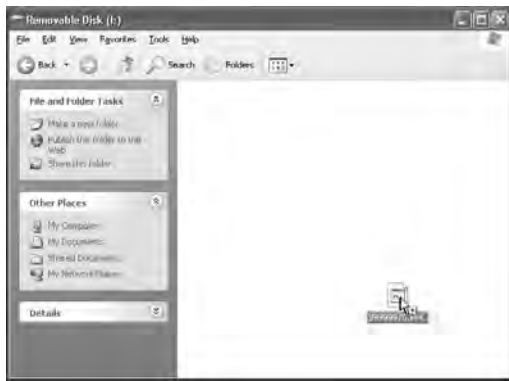 Removable Disk (I:)
File Edit View Favorites Tools Help
Back Search Folders
File and Folder Tasks
Make a new folder
Publish this folder to the
Web
Share this folder
Other Places
My Computer
My Documents
Shared Documents
My Network Places
Details